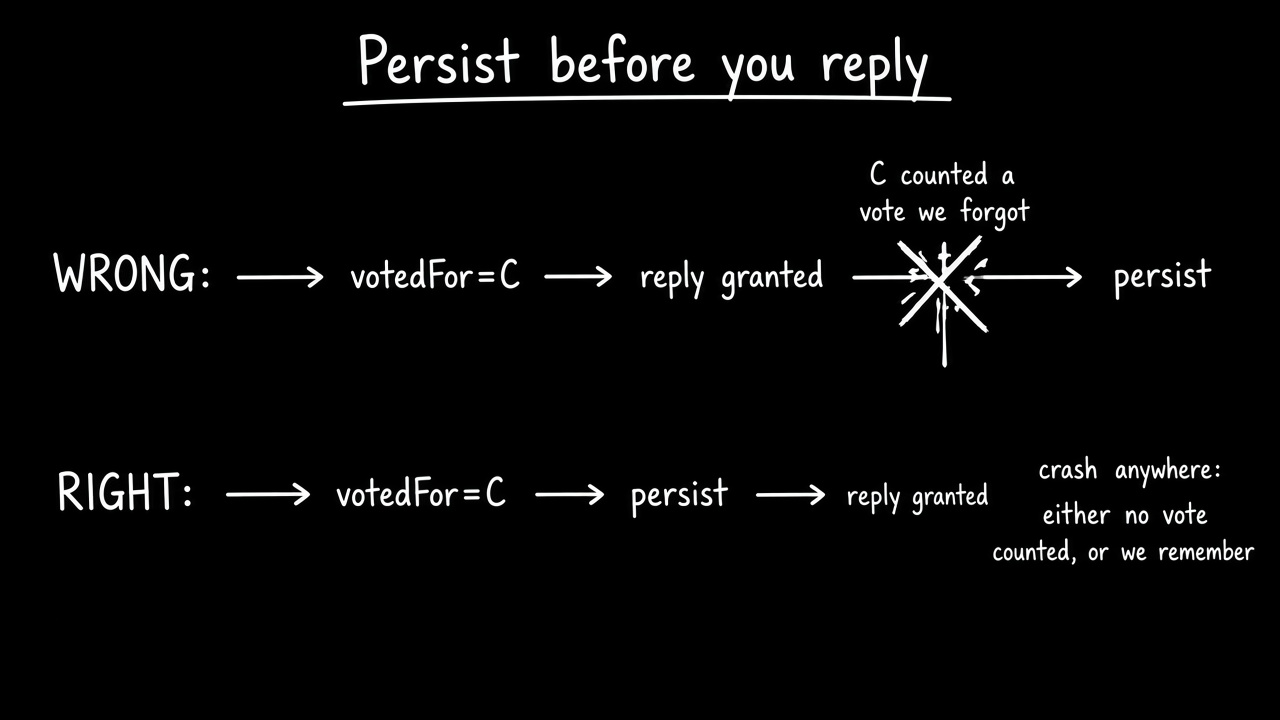 Persist before you reply
C counted a
vote we forgot
WRONG: → votedFor=C → reply granted → persist
RIGHT: → votedFor=C → persist → reply granted
crash anywhere:
either no vote
counted, or we remember